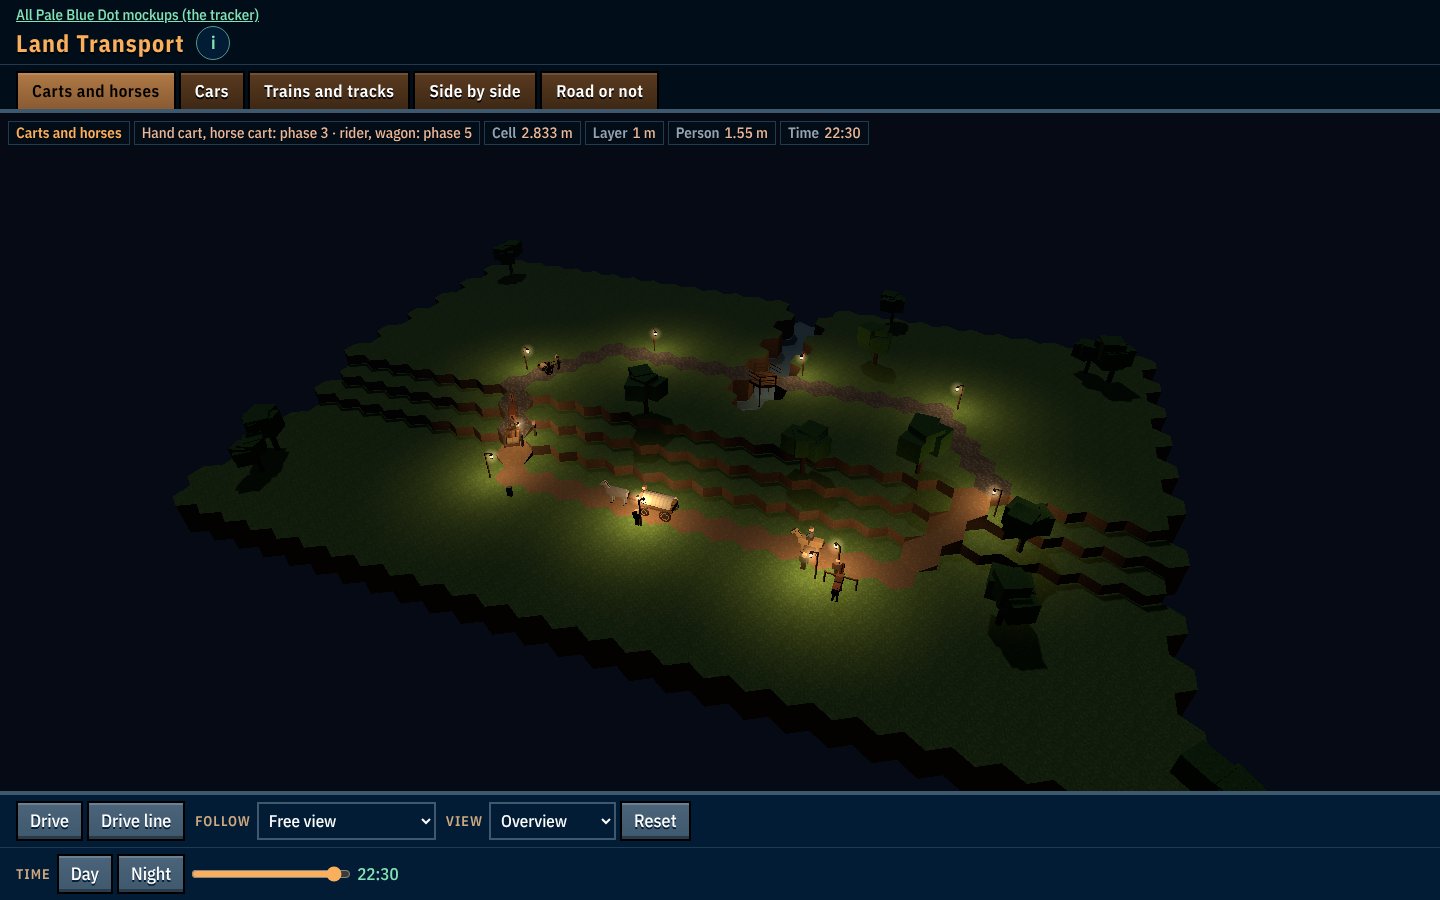 All Pale Blue Dot mockups (the tracker)
Land Transport i
Carts and horses Cars Trains and tracks Side by side Road or not
Carts and horses Hand cart, horse cart: phase 3 · rider, wagon: phase 5 Cell 2.833 m Layer 1 m Person 1.55 m Time 22:30
Drive Drive line FOLLOW Free view VIEW Overview Reset
TIME Day Night 22:30